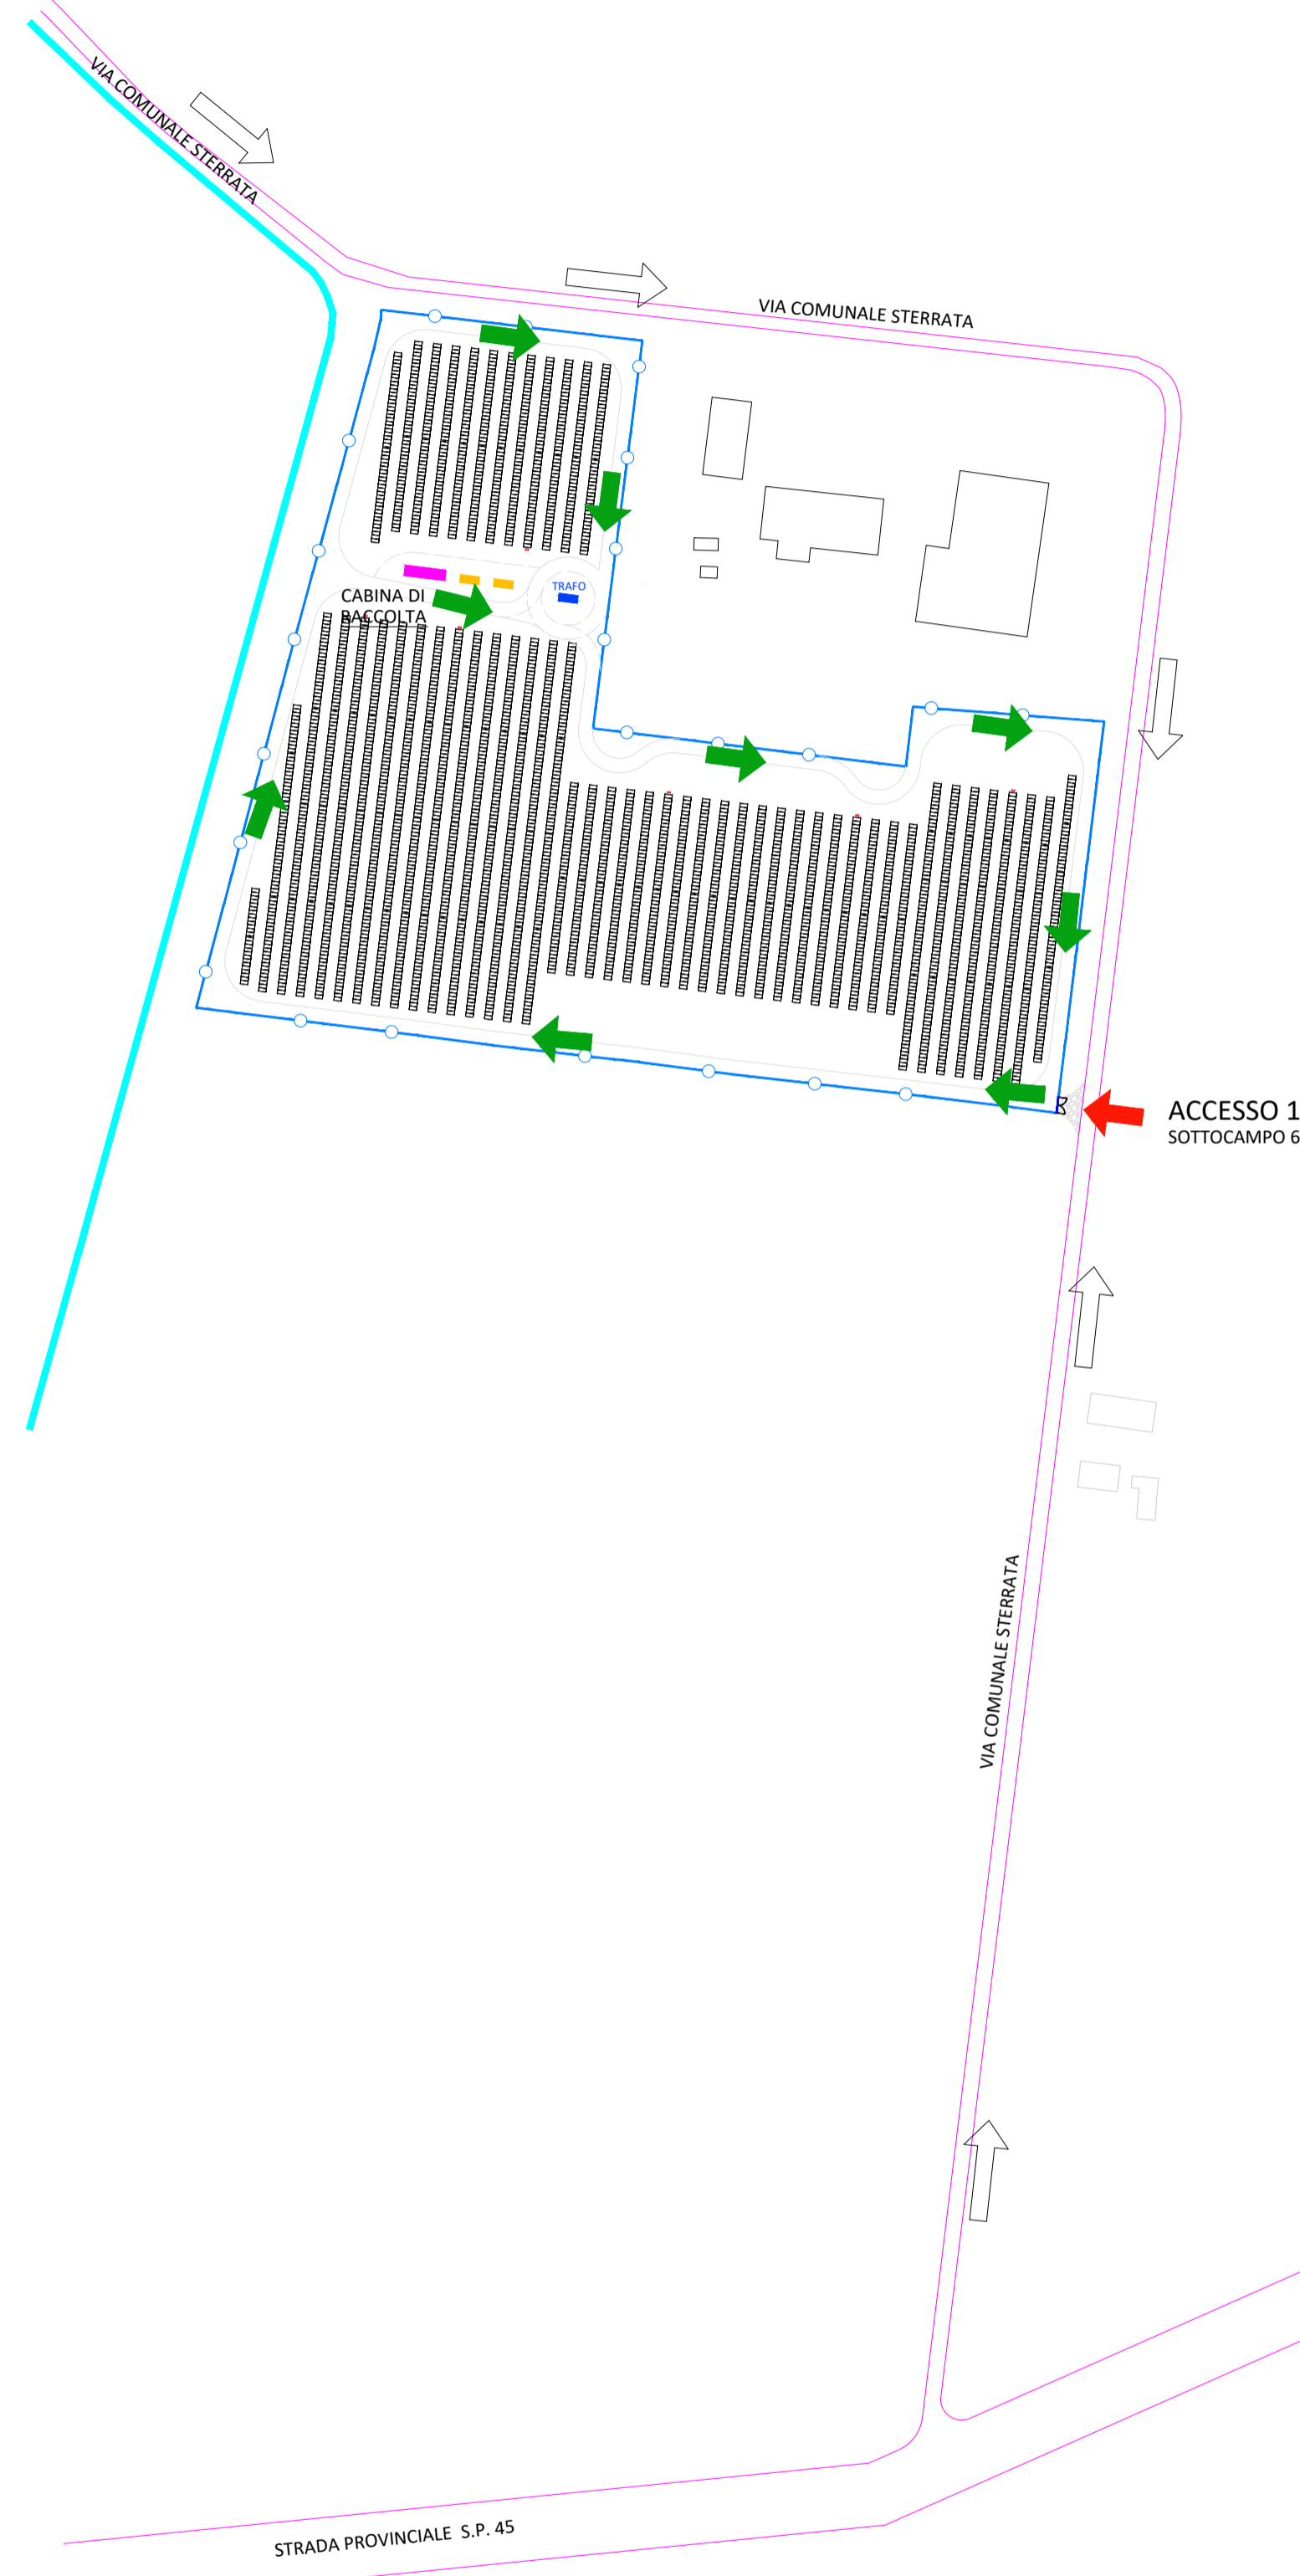 VIA COMUNALE STERRATA
VIA COMUNALE STERRATA
TRAFO
CABINA DI
RACCOLTA
ACCESSO 1
SOTTOCAMPO 6
VIA COMUNALE STERRATA
STRADA PROVINCIALE S.P. 45